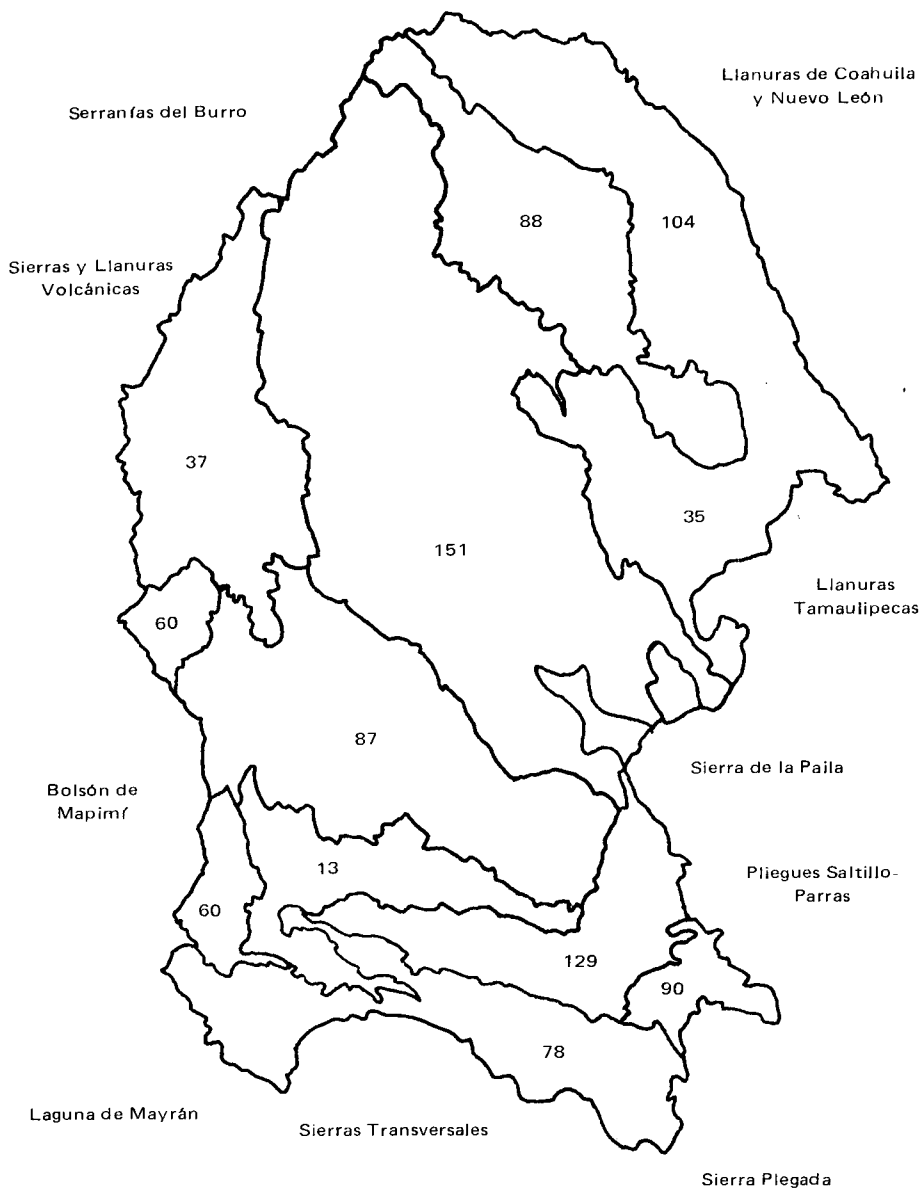 Llanuras de Coahuila
y Nuevo León
Serranías del Burro
88
104
Sierras y Llanuras
Volcánicas
37
35
151
Llanuras
Tamaulipecas
60
87
Sierra de la Paila
Bolsón de
Mapimí
13
Pliegues Saltillo-
Parras
60
129
90
78
Laguna de Mayrán
Sierras Transversales
Sierra Plegada